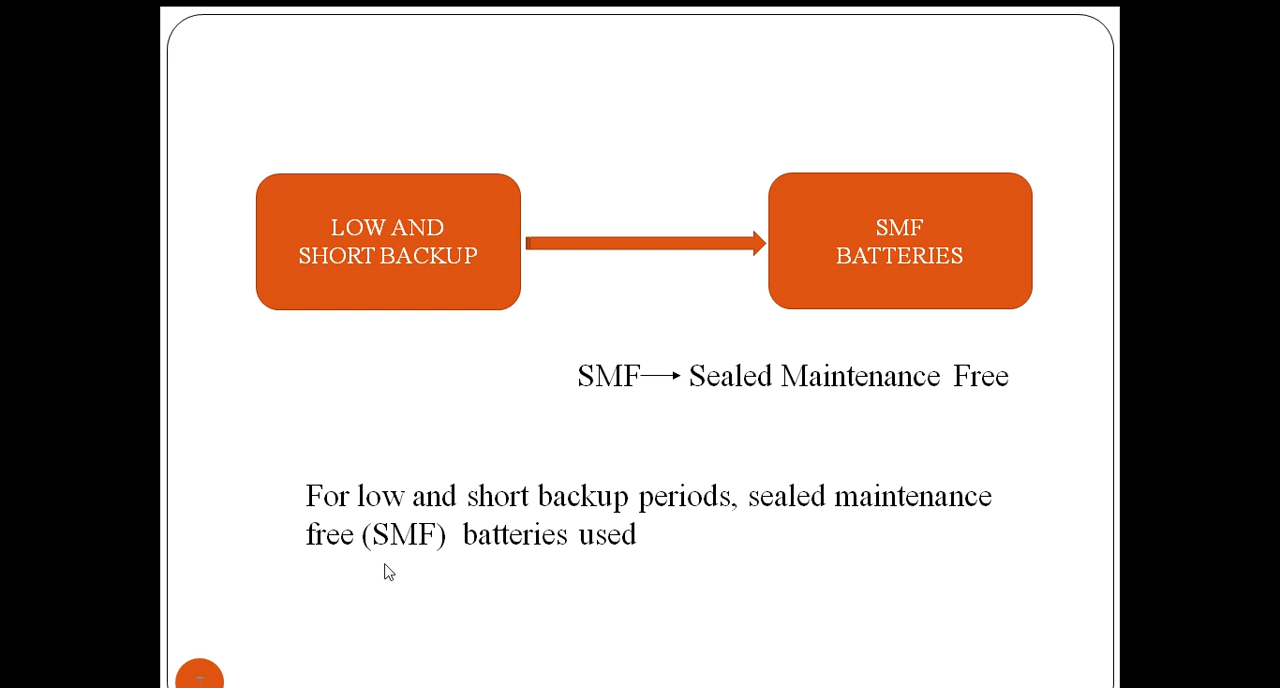 LOW AND
SHORT BACKUP
SMF
BATTERIES
SMF → Sealed Maintenance Free
For low and short backup periods, sealed maintenance
free (SMF) batteries used
7